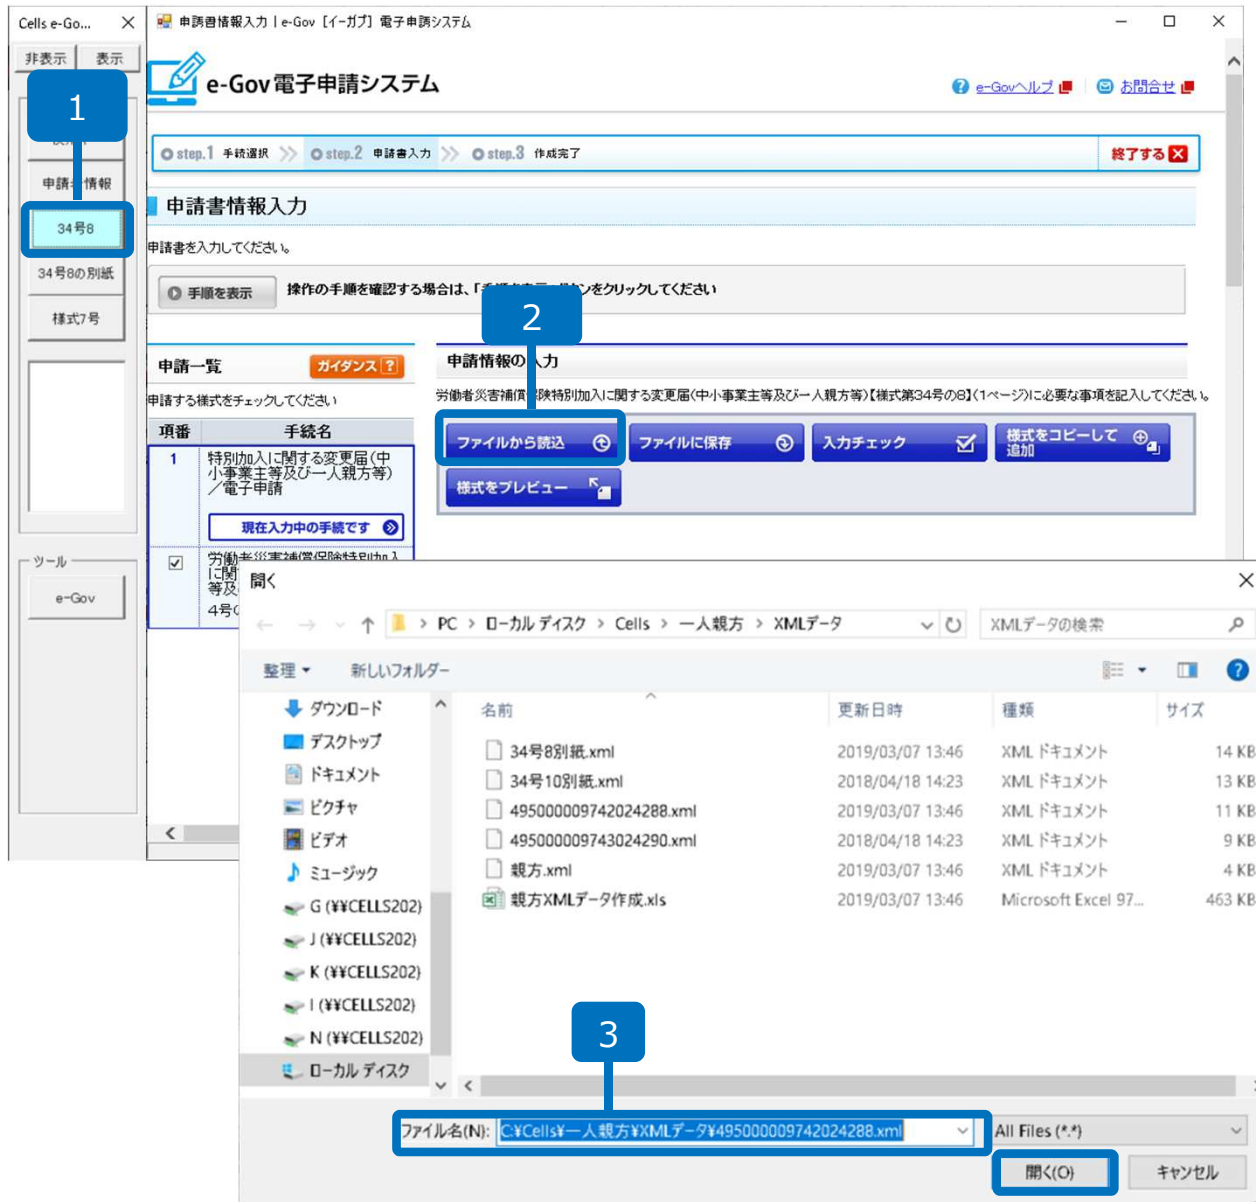 Cells e-Go...
非表示 表示
1
申請 情報
34号8
34号8の別紙
様式7号
ツール
e-Gov
申請書情報入力 | e-Gov [イーガブ] 電子申請システム
e-Gov 電子申請システム
e-Govヘルプ お問合せ
step.1 手続選択 step.2 申請書入力 step.3 作成完了
終了する
申請書情報入力
申請書を入力してください。
手順を表示 操作の手順を確認する場合は、「 ンをクリックしてください
2
申請一覧 ガイダンス ?
申請する様式をチェックしてください
項番 手続名
1 特別加入に関する変更届(中
小事業主等及び一人親方等)
/電子申請
現在入力中の手続です
申請情報の入力
労働者災害補償保険特別加入に関する変更届(中小事業主等及び一人親方等)【様式第34号の8】(1ページ)に必要な事項を記入してください。
ファイルから読込 ファイルに保存 入力チェック 様式をコピーして
追加
様式をプレビュー
開く
PC > ローカル ディスク > Cells > 一人親方 > XMLデータ
XMLデータの検索
整理 新しいフォルダー
ダウンロード
デスクトップ
ドキュメント
ピクチャ
ビデオ
ミュージック
G (¥¥CELLS202)
J (¥¥CELLS202)
K (¥¥CELLS202)
I (¥¥CELLS202)
N (¥¥CELLS202)
ローカル ディスク
名前 更新日時 種類 サイズ
34号8別紙.xml 2019/03/07 13:46 XML ドキュメント 14 KB
34号10別紙.xml 2018/04/18 14:23 XML ドキュメント 13 KB
495000009742024288.xml 2019/03/07 13:46 XML ドキュメント 11 KB
495000009743024290.xml 2018/04/18 14:23 XML ドキュメント 9 KB
親方.xml 2019/03/07 13:46 XML ドキュメント 4 KB
親方XMLデータ作成.xls 2019/03/07 13:46 Microsoft Excel 97... 463 KB
3
ファイル名(N): C:¥Cells¥一人親方¥XMLデータ¥495000009742024288.xml All Files (*.*)
開く(O) キャンセル